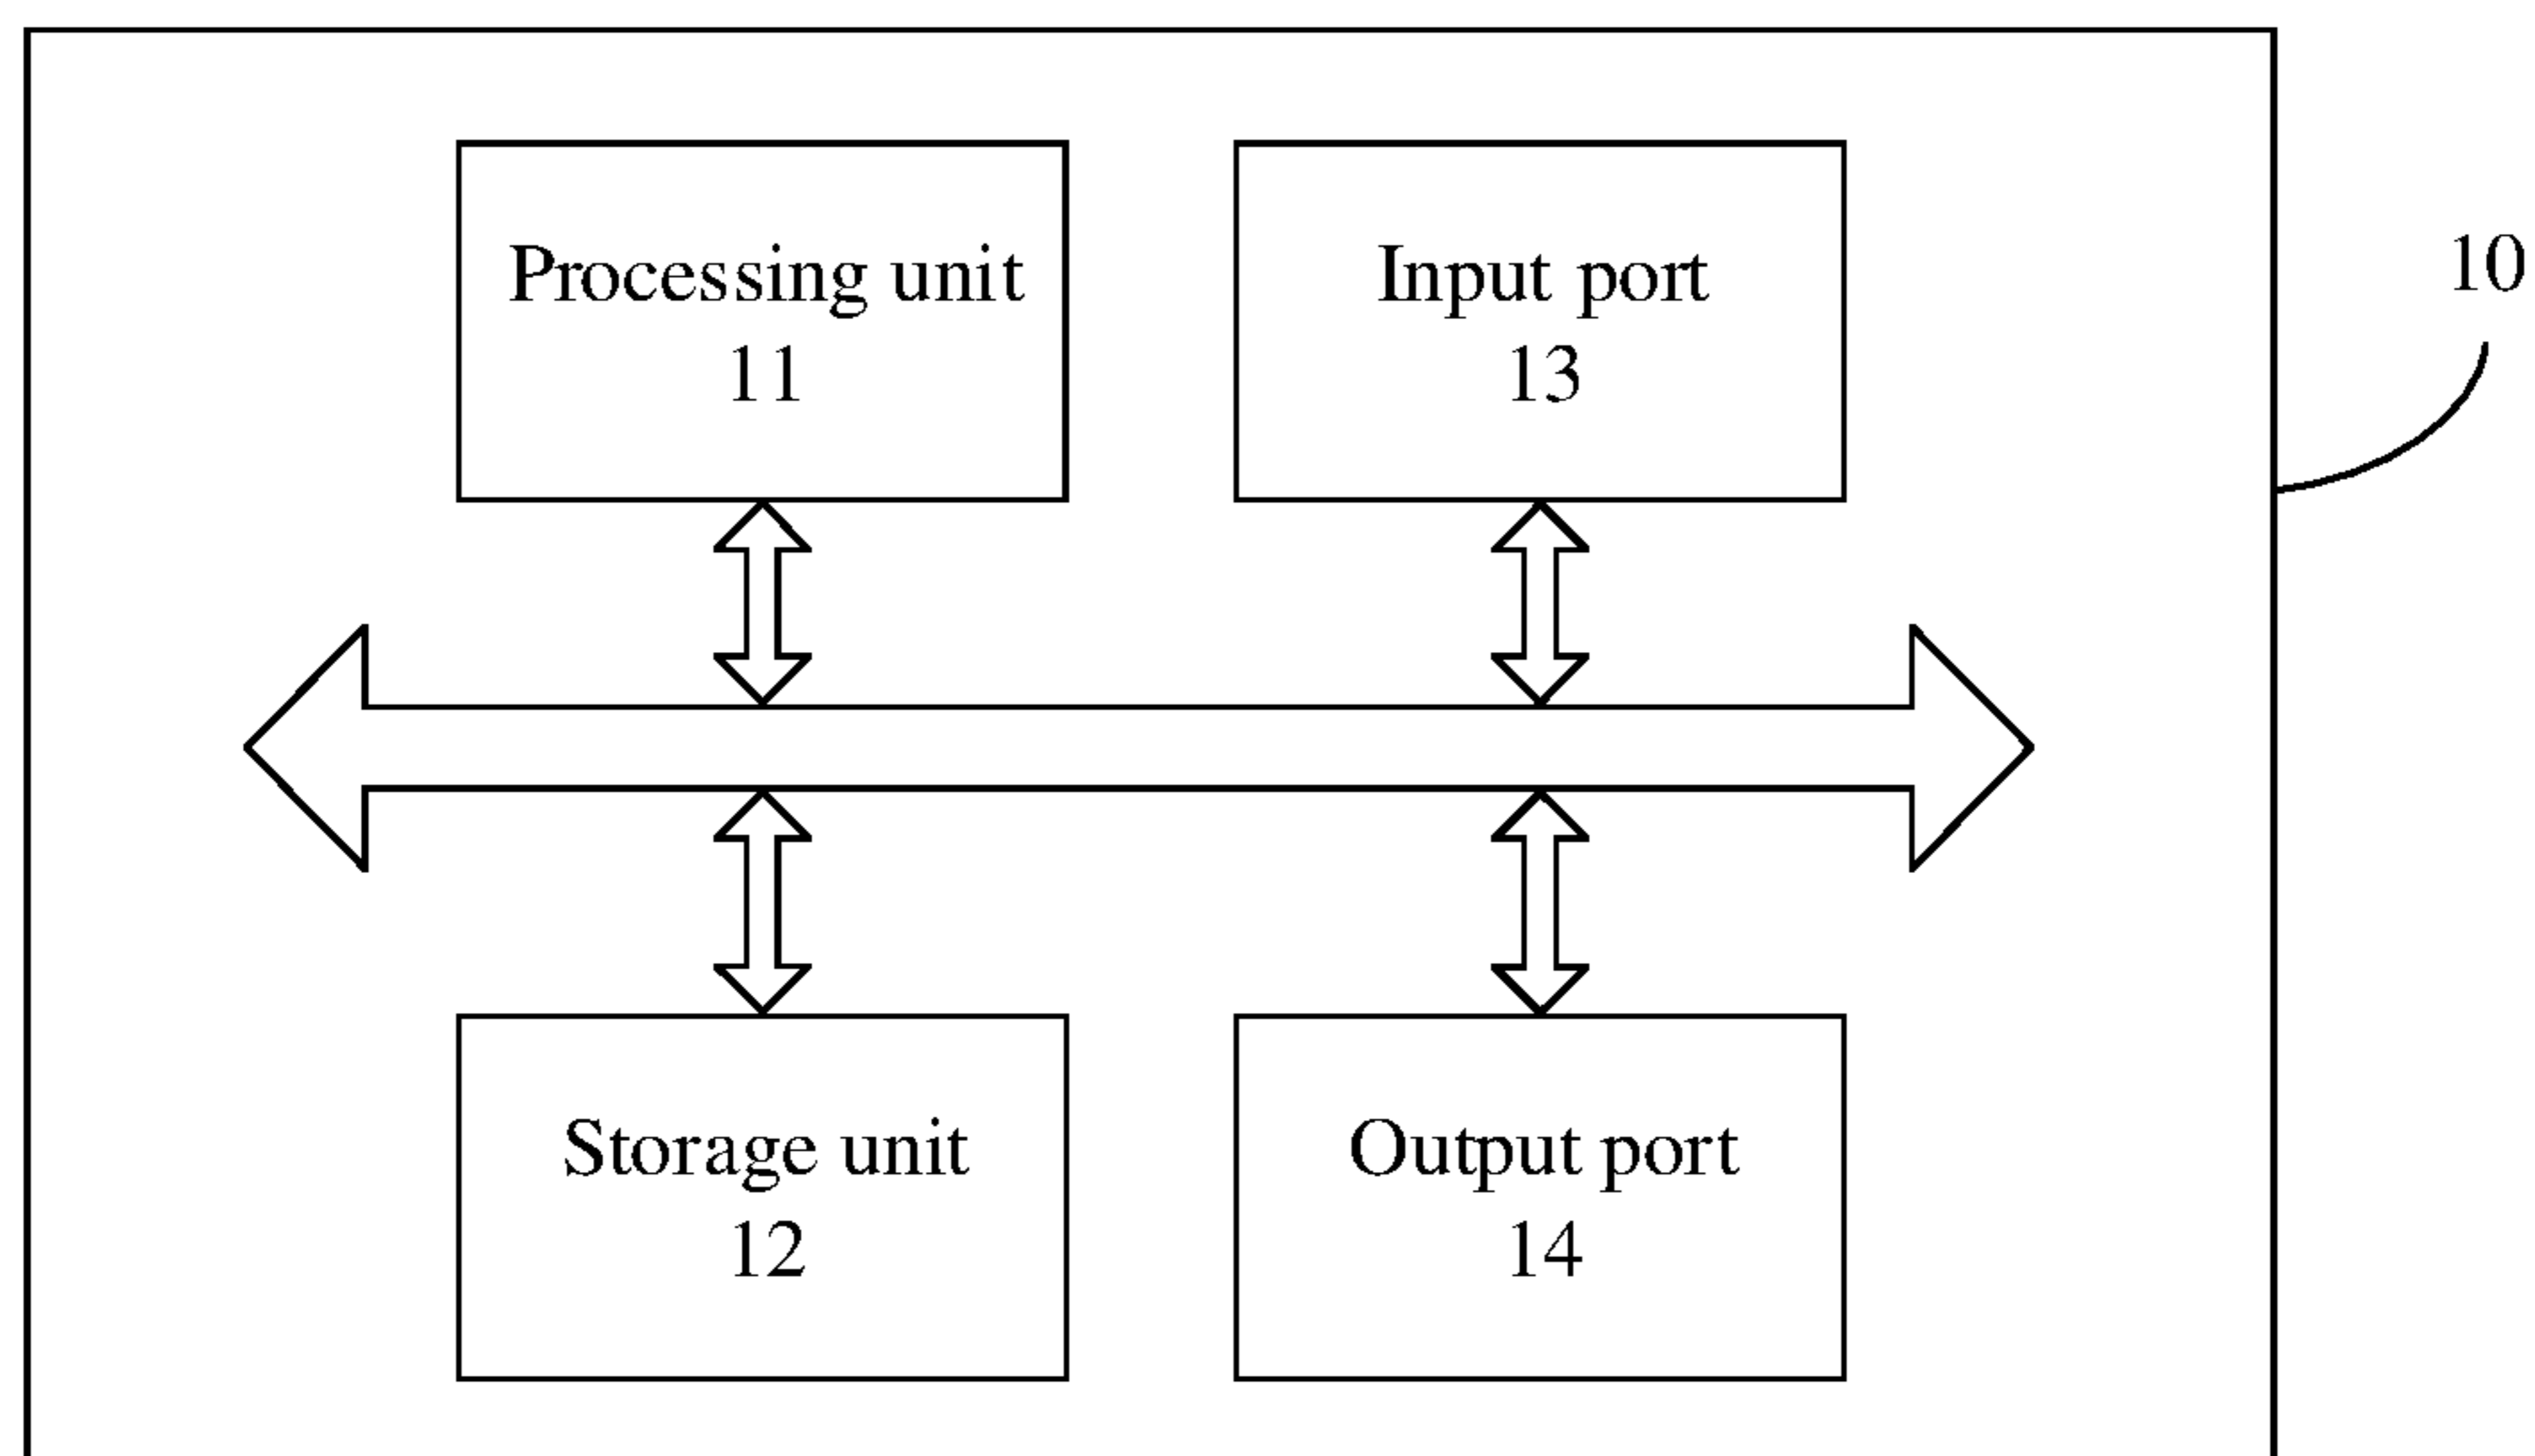 Processing unit
11
Input port
13
10
Storage unit
12
Output port
14